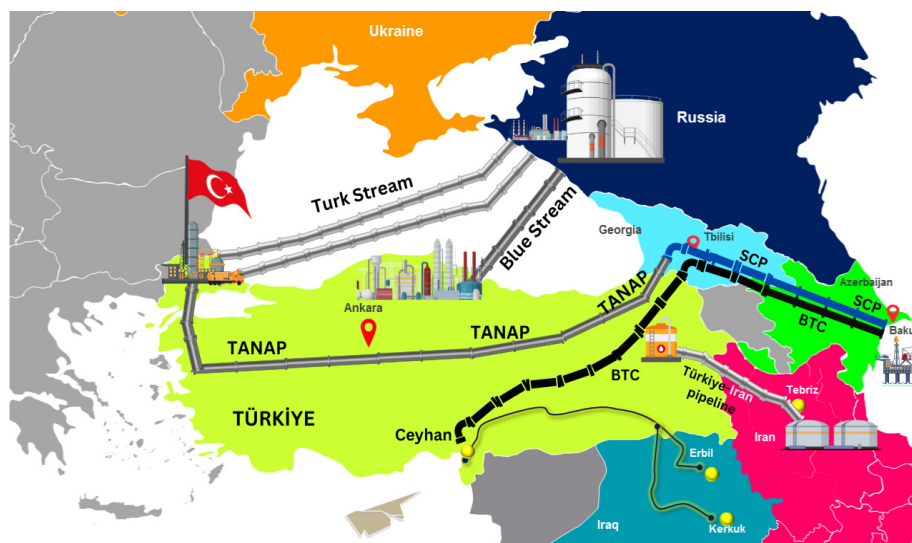 Ukraine
Russia
Turk Stream
Blue Stream
Georgia
Tbilisi
SCP
Azerbaijan
SCP
BTC
Baku
Ankara
TANAP
TANAP
TANAP
BTC
Türkiye-Iran
pipeline
Tebriz
TÜRKİYE
Ceyhan
Iran
Erbil
Iraq
Kerkuk